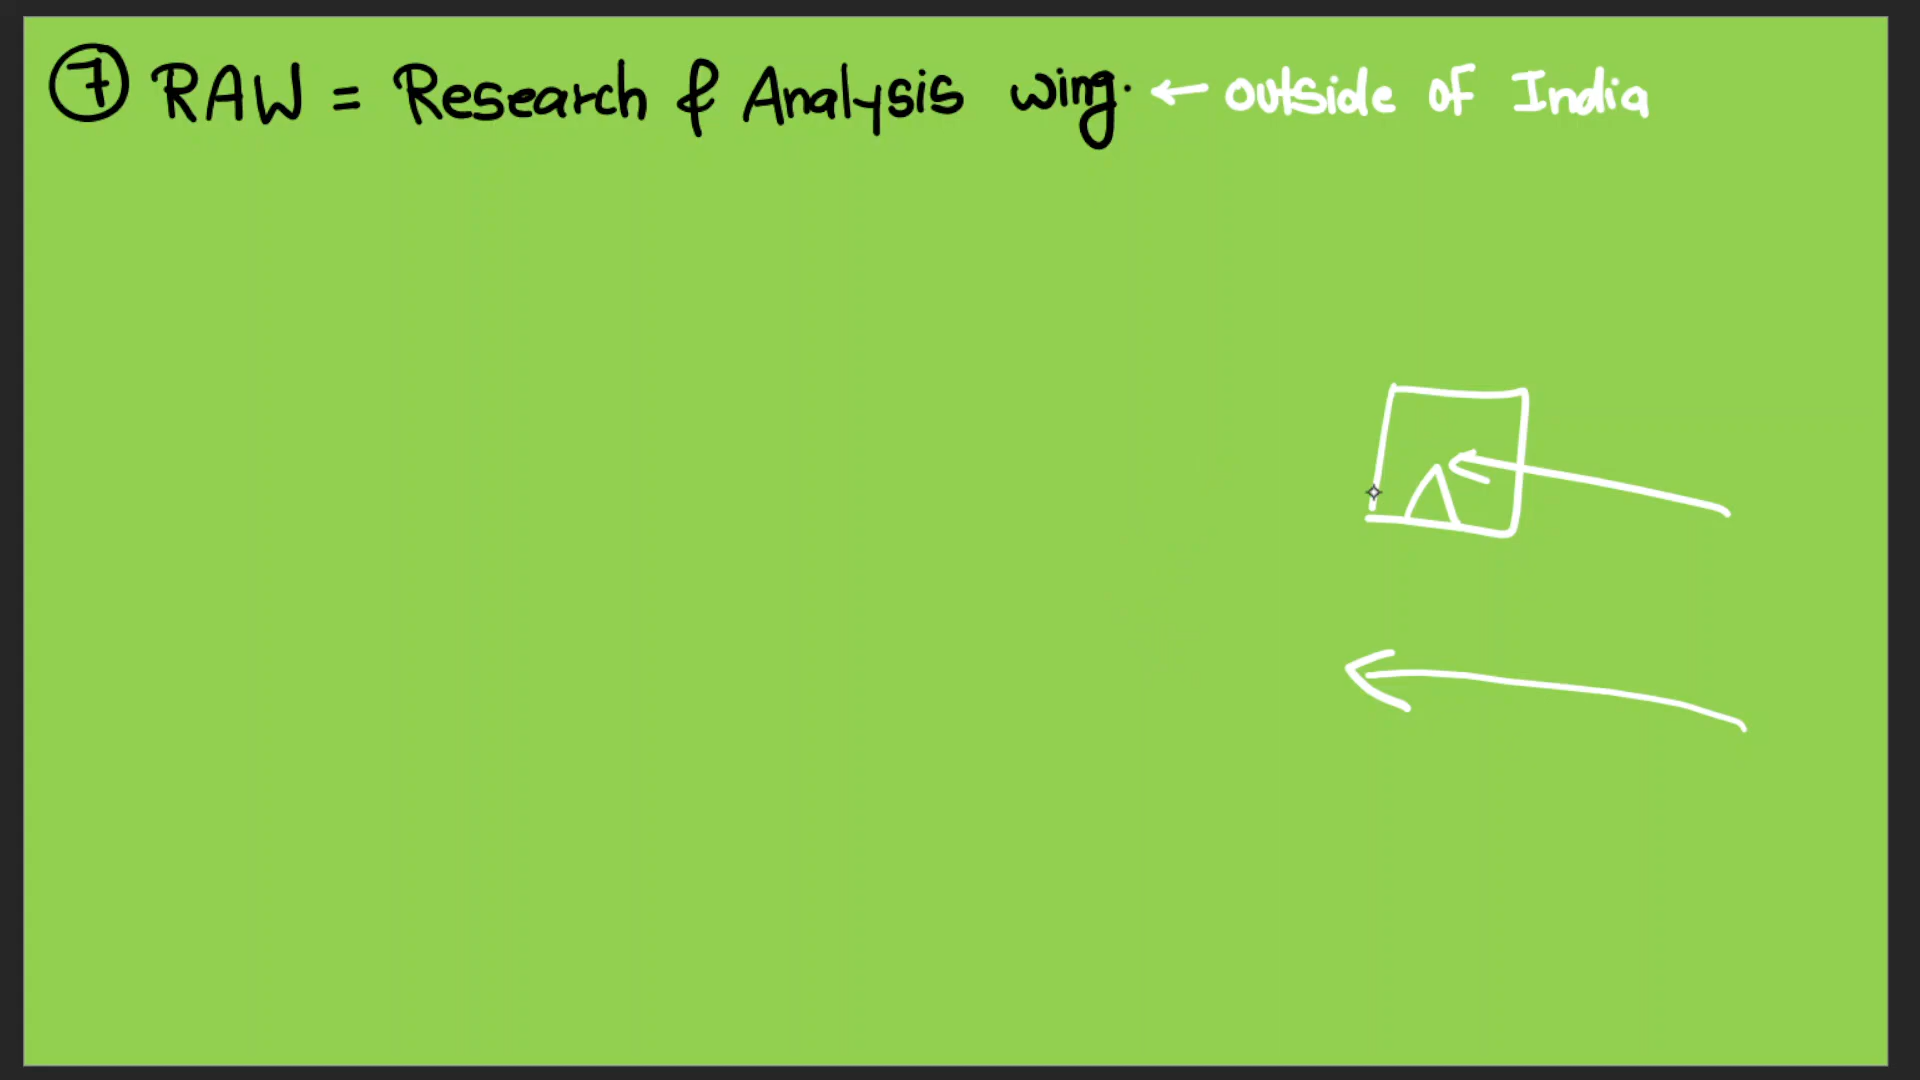 ⑦ RAW = Research & Analysis wing. ← outside of India